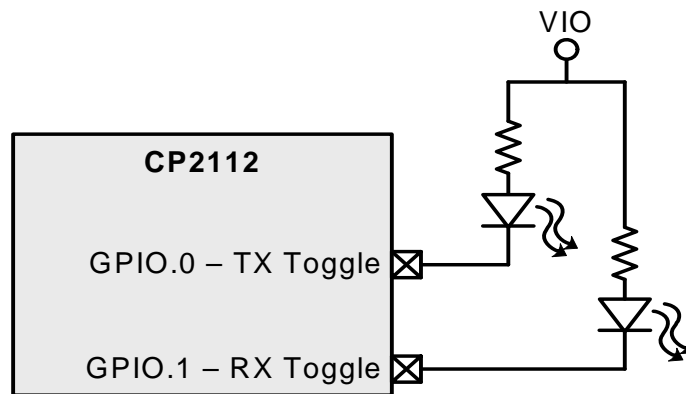 VIO
CP2112
GPIO.0 – TX Toggle
GPIO.1 – RX Toggle